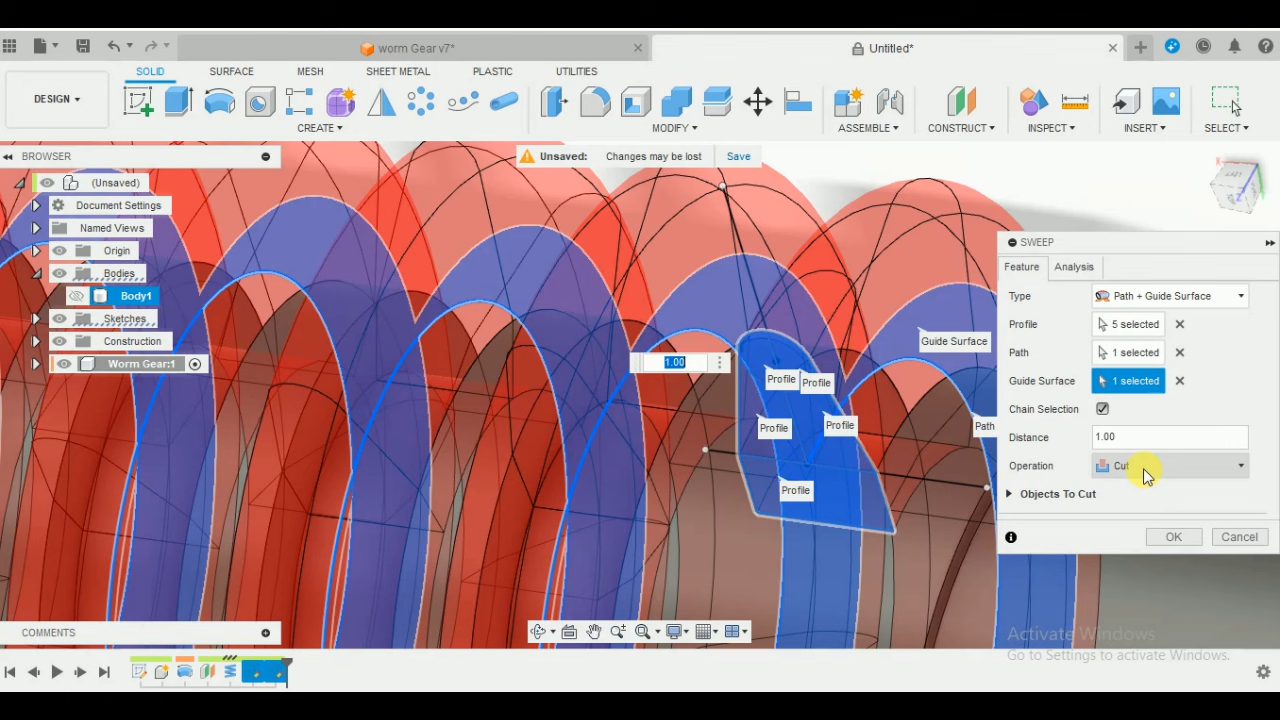 worm Gear v7*
Untitled*
DESIGN
SOLID
SURFACE
MESH
SHEET METAL
PLASTIC
UTILITIES
CREATE
MODIFY
ASSEMBLE
CONSTRUCT
INSPECT
INSERT
SELECT
BROWSER
Unsaved: Changes may be lost Save
(Unsaved)
Document Settings
Named Views
Origin
Bodies
Body1
Sketches
Construction
Worm Gear:1
LEFT
1.00
Guide Surface
Profile
Profile
Profile
Profile
Profile
Path
SWEEP
Feature Analysis
Type Path + Guide Surface
Profile 5 selected
Path 1 selected
Guide Surface 1 selected
Chain Selection
Distance 1.00
Operation Cut
Objects To Cut
OK Cancel
COMMENTS
Activate Windows
Go to Settings to activate Windows.